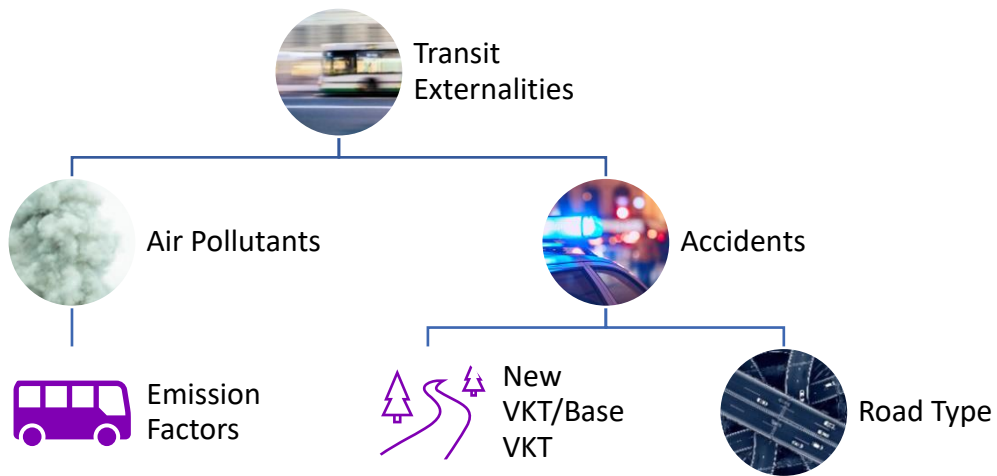 Transit
Externalities
Air Pollutants
Accidents
Emission
Factors
New
VKT/Base
VKT
Road Type